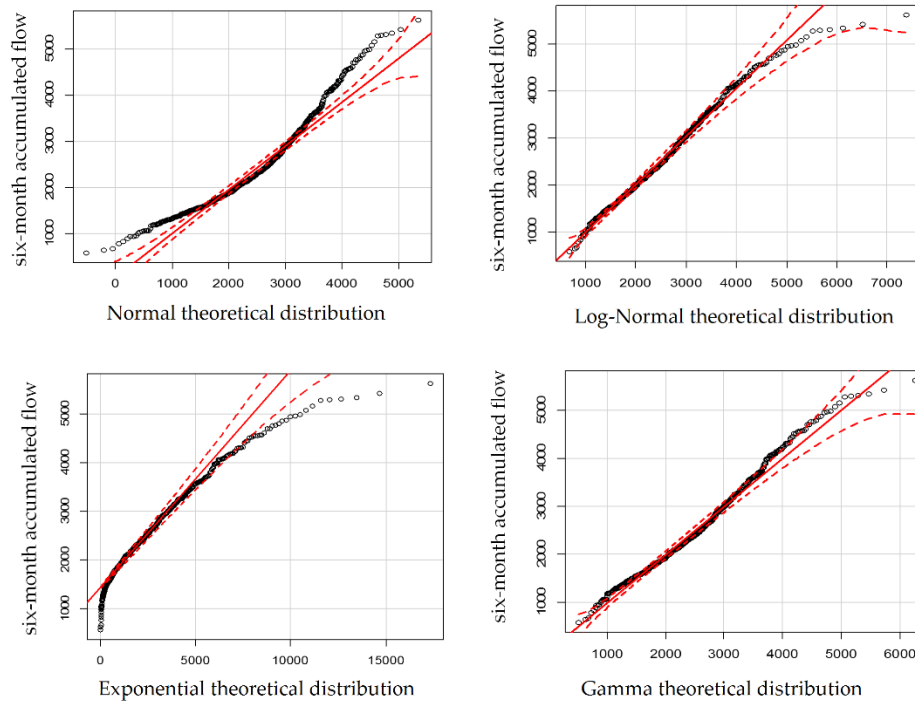 six-month accumulated flow
5000
4000
3000
2000
1000
0 1000 2000 3000 4000 5000
Normal theoretical distribution
six-month accumulated flow
5000
4000
3000
2000
1000
1000 2000 3000 4000 5000 6000 7000
Log-Normal theoretical distribution
six-month accumulated flow
5000
4000
3000
2000
1000
0 5000 10000 15000
Exponential theoretical distribution
six-month accumulated flow
5000
4000
3000
2000
1000
1000 2000 3000 4000 5000 6000
Gamma theoretical distribution